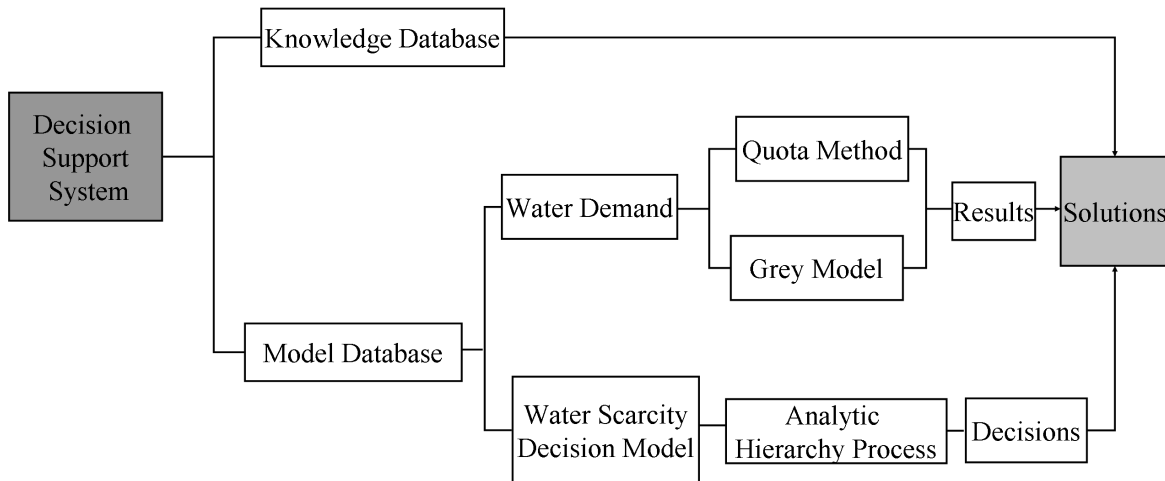 Knowledge Database
Decision
Support
System
Quota Method
Water Demand
Results
Solutions
Grey Model
Model Database
Water Scarcity
Decision Model
Analytic
Hierarchy Process
Decisions